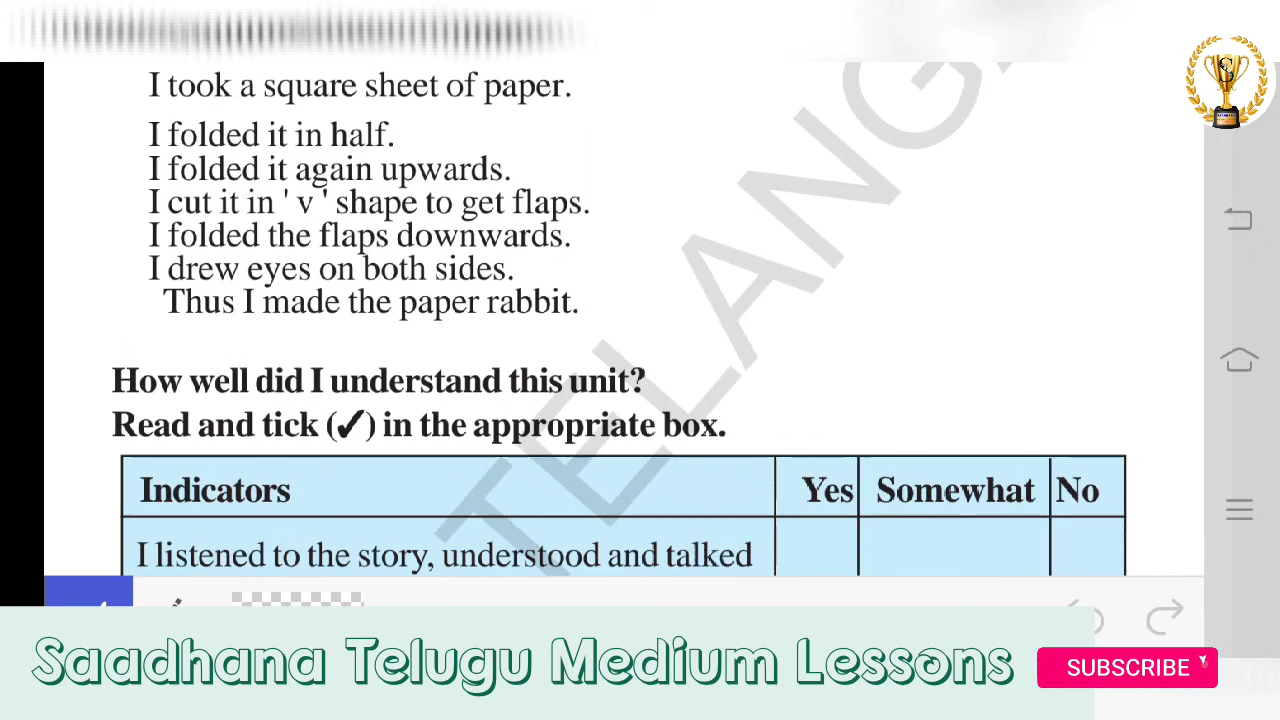 I took a square sheet of paper.
I folded it in half.
I folded it again upwards.
I cut it in ' v ' shape to get flaps.
I folded the flaps downwards.
I drew eyes on both sides.
Thus I made the paper rabbit.
How well did I understand this unit?
Read and tick (✓) in the appropriate box.
Indicators Yes Somewhat No
I listened to the story, understood and talked
TELANG
Saadhana Telugu Medium Lessons
SUBSCRIBE